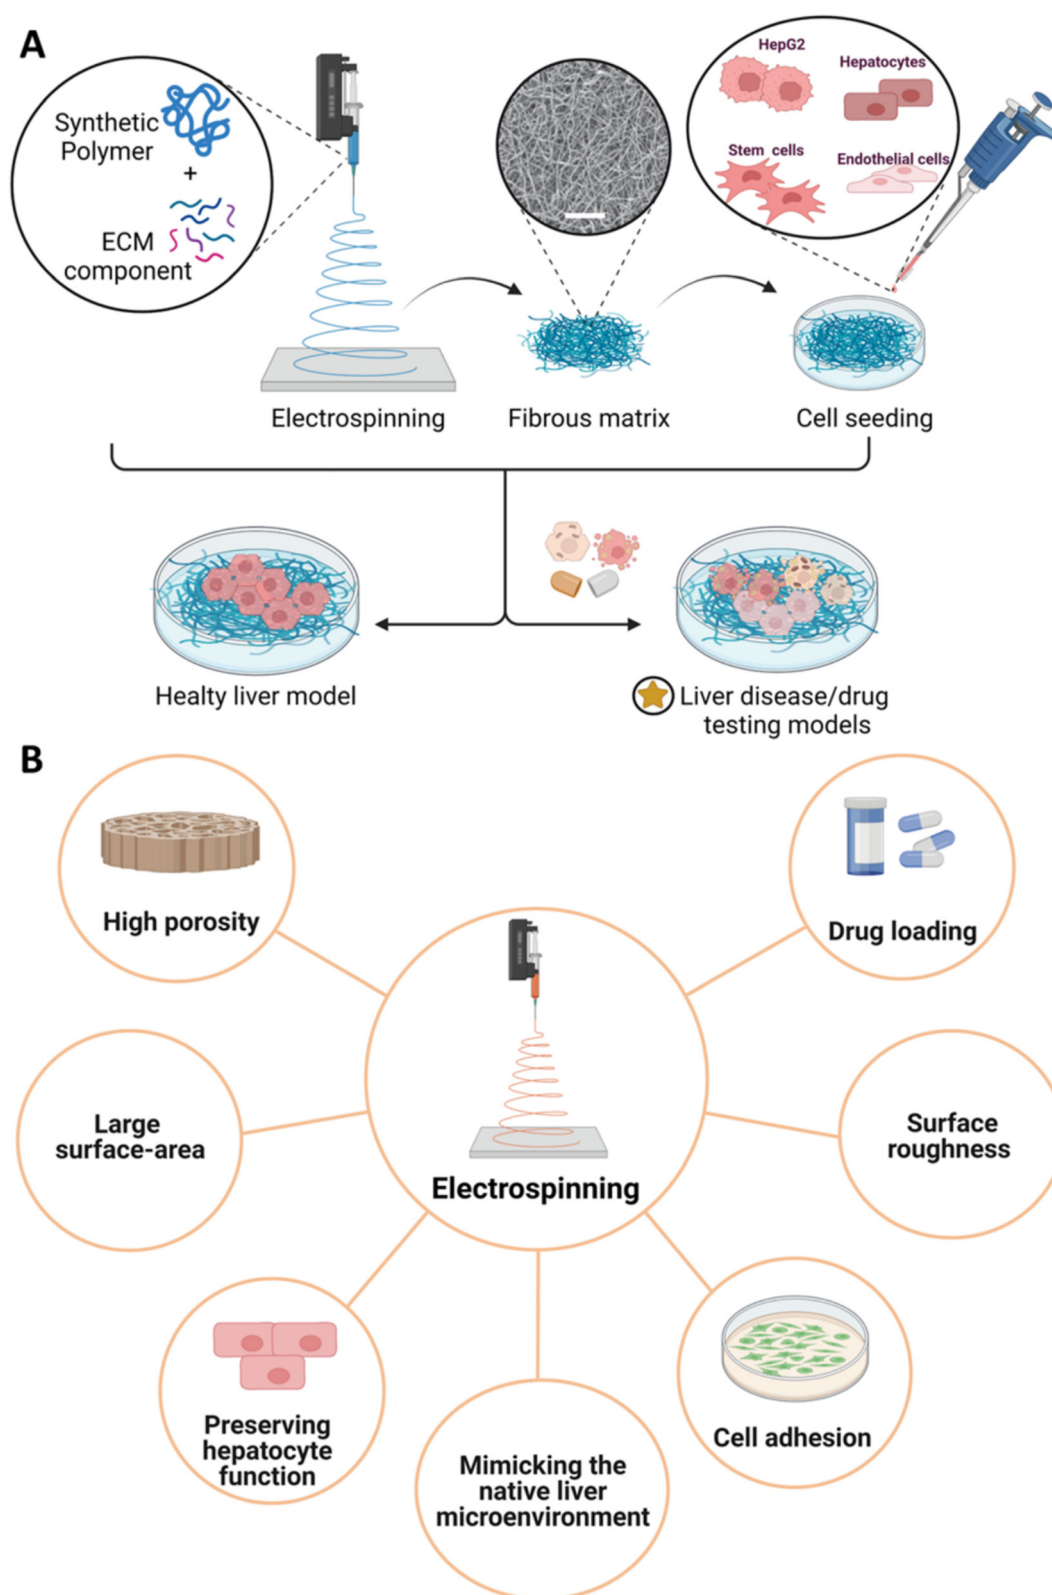 A
Synthetic
Polymer
+
ECM
component
HepG2
Hepatocytes
Stem cells
Endothelial cells
Electrospinning
Fibrous matrix
Cell seeding
Healty liver model
Liver disease/drug
testing models
B
High porosity
Drug loading
Large
surface-area
Electrospinning
Surface
roughness
Preserving
hepatocyte
function
Mimicking the
native liver
microenvironment
Cell adhesion